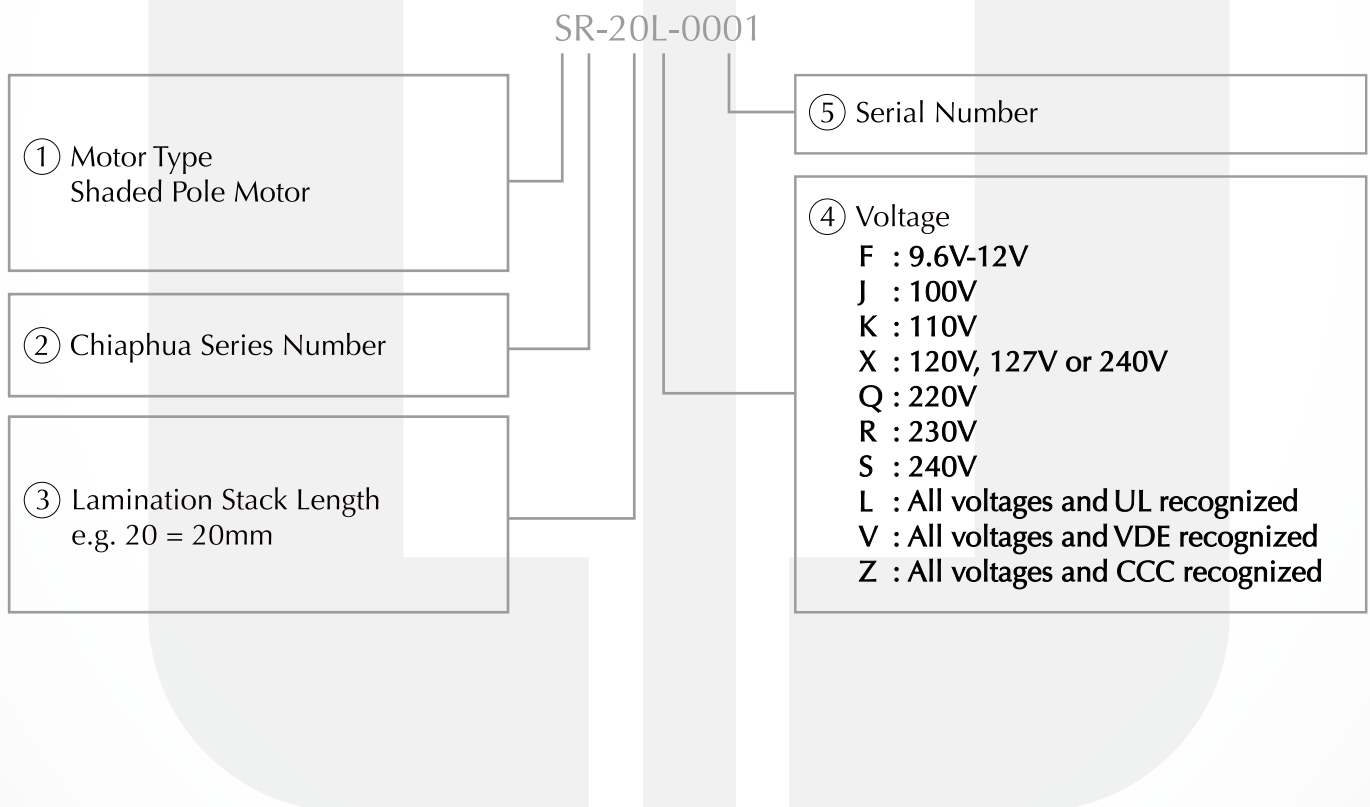 SR-20L-0001
① Motor Type
Shaded Pole Motor
② Chiaphua Series Number
③ Lamination Stack Length
e.g. 20 = 20mm
⑤ Serial Number
④ Voltage
F : 9.6V-12V
J : 100V
K : 110V
X : 120V, 127V or 240V
Q : 220V
R : 230V
S : 240V
L : All voltages and UL recognized
V : All voltages and VDE recognized
Z : All voltages and CCC recognized